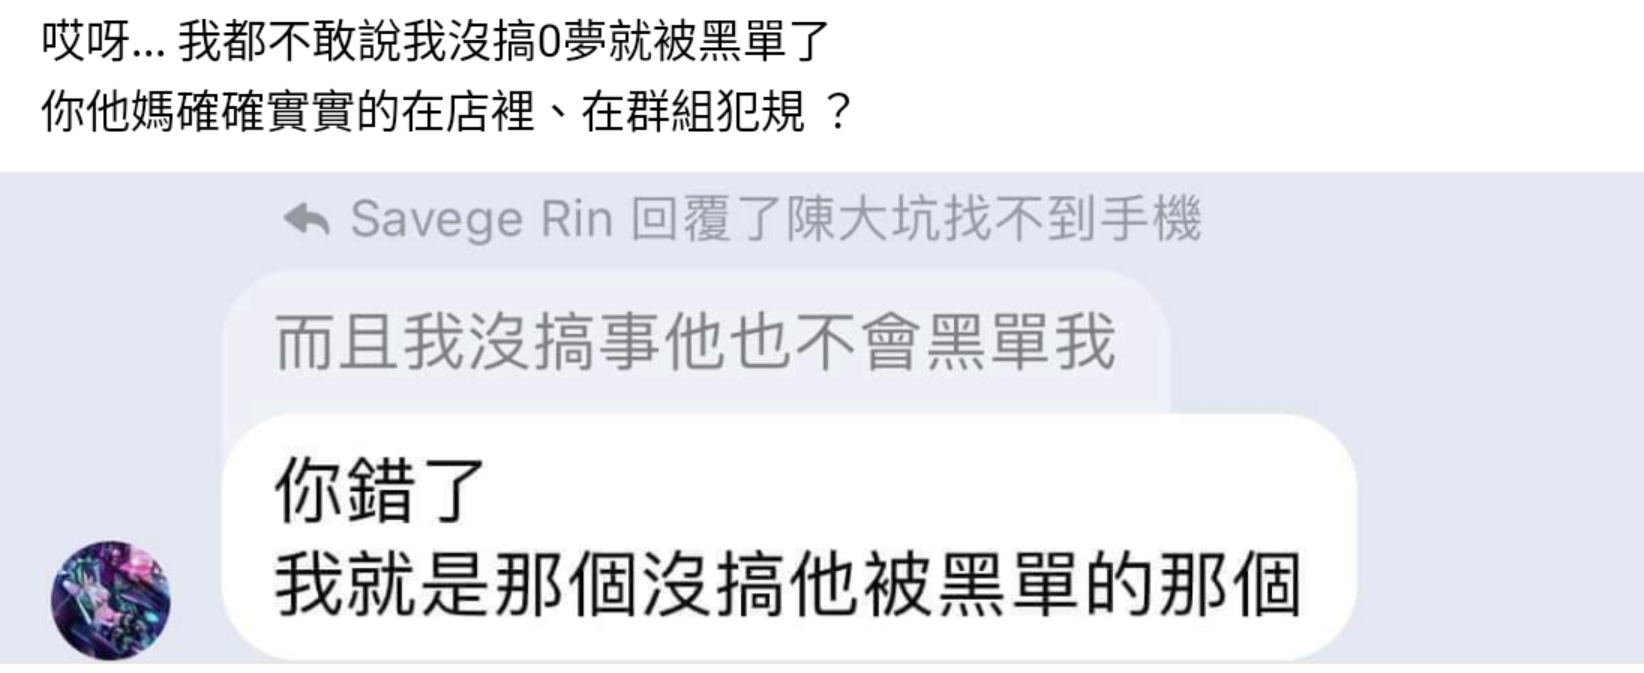 哎呀... 我都不敢說我沒搞0夢就被黑單了
你他媽確確實實的在店裡、在群組犯規 ？
Savege Rin 回覆了陳大坑找不到手機
而且我沒搞事他也不會黑單我
你錯了
我就是那個沒搞他被黑單的那個